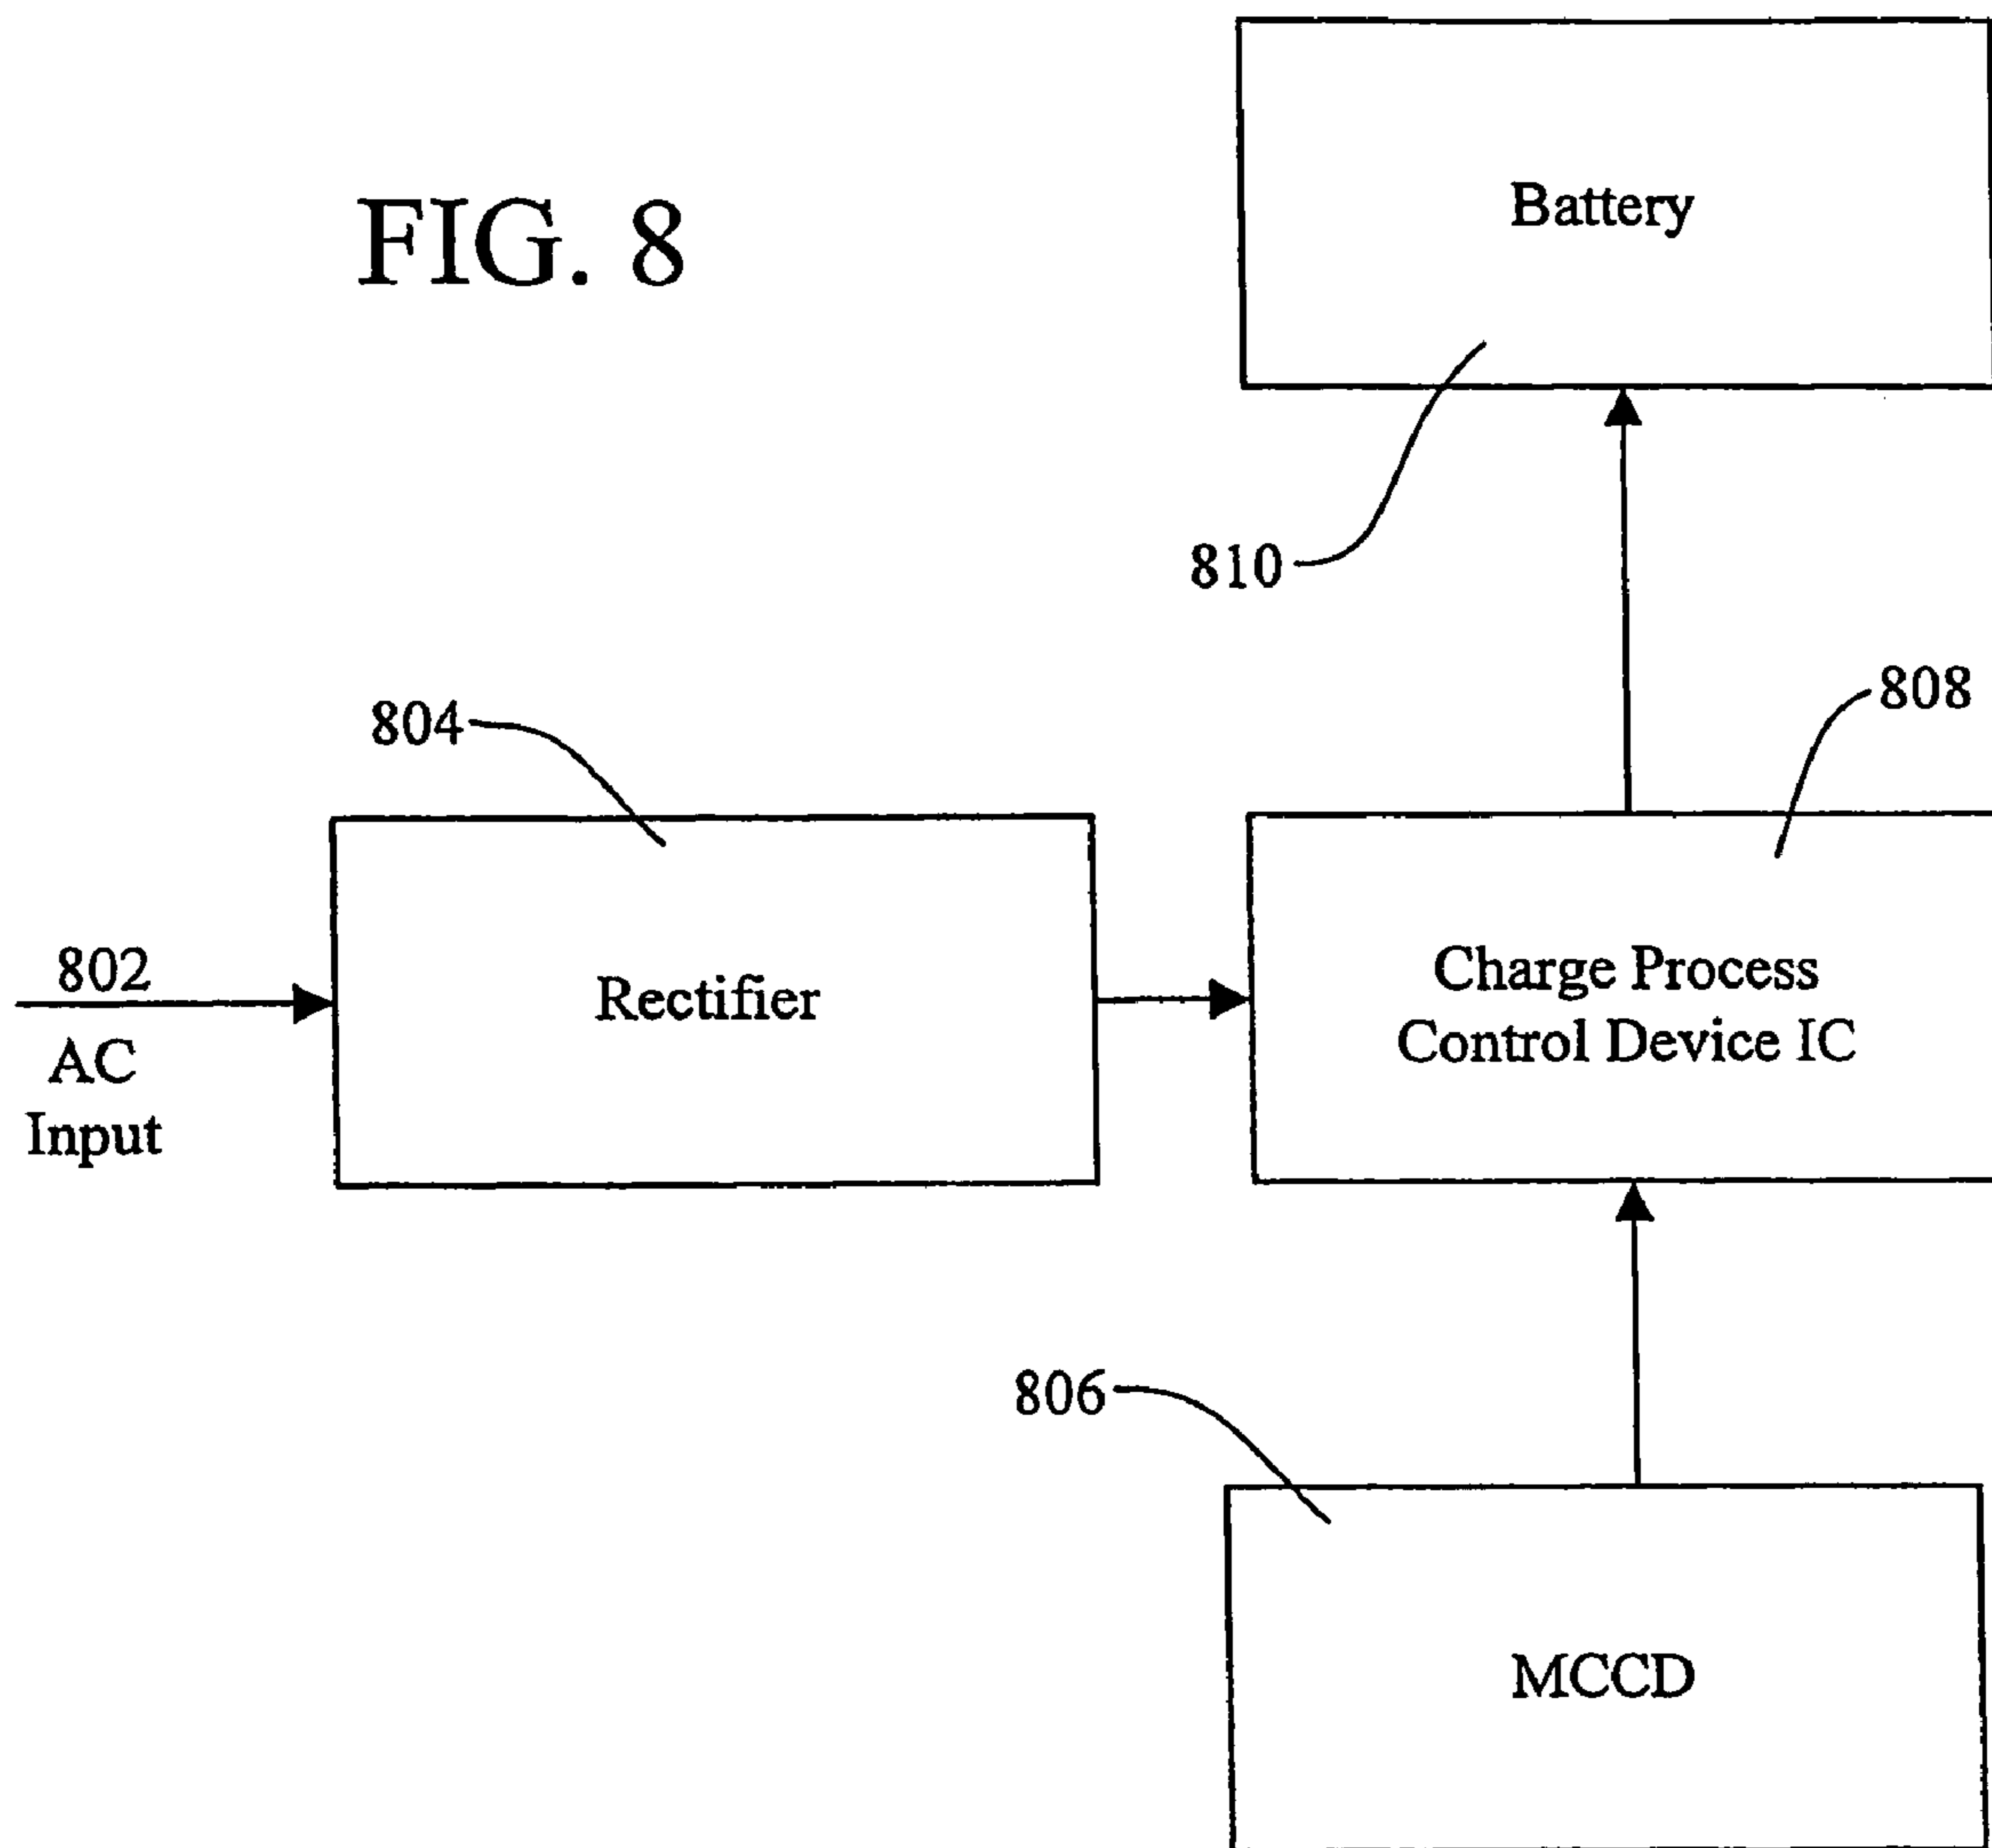 FIG. 8
Battery
810
808
804
802
AC
Input
Rectifier
Charge Process
Control Device IC
806
MCCD